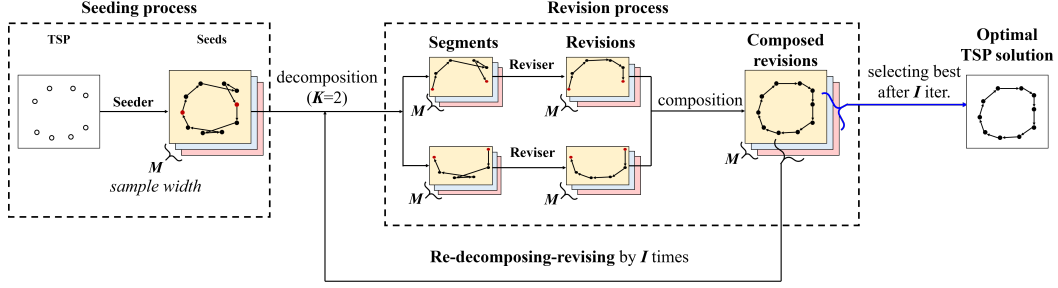 Seeding process
TSP
Seeds
Seeder
M
sample width
decomposition
(K=2)
Revision process
Segments
Revisions
Reviser
M
M
Reviser
M
M
composition
Composed
revisions
M
selecting best
after I iter.
Optimal
TSP solution
Re-decomposing-revising by I times